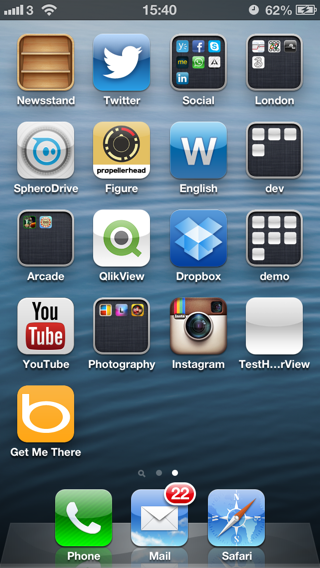 3 15:40 62%
Newsstand Twitter Social London
propellerhead W
SpheroDrive Figure English dev
Arcade QlikView Dropbox demo
You
Tube
YouTube Photography Instagram TestH...rView
b
Get Me There
22
Phone Mail Safari